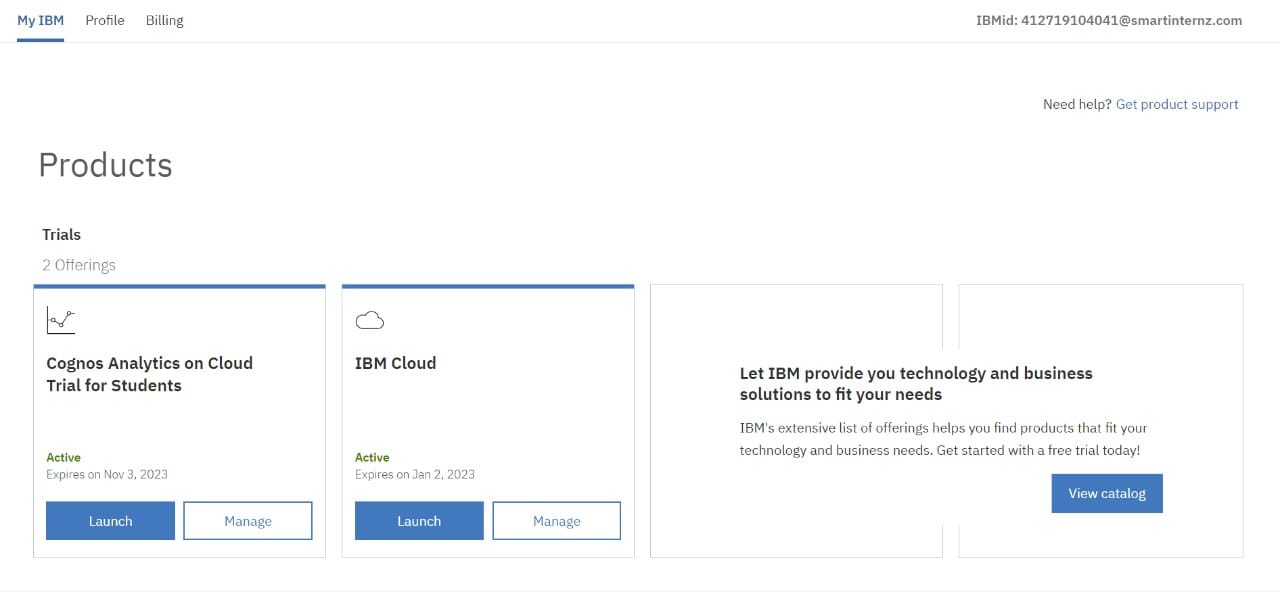 My IBM Profile Billing IBMid: 412719104041@smartinternz.com
Need help? Get product support
Products
Trials
2 Offerings
Cognos Analytics on Cloud
Trial for Students
Active
Expires on Nov 3, 2023
Launch Manage
IBM Cloud
Active
Expires on Jan 2, 2023
Launch Manage
Let IBM provide you technology and business
solutions to fit your needs
IBM's extensive list of offerings helps you find products that fit your
technology and business needs. Get started with a free trial today!
View catalog